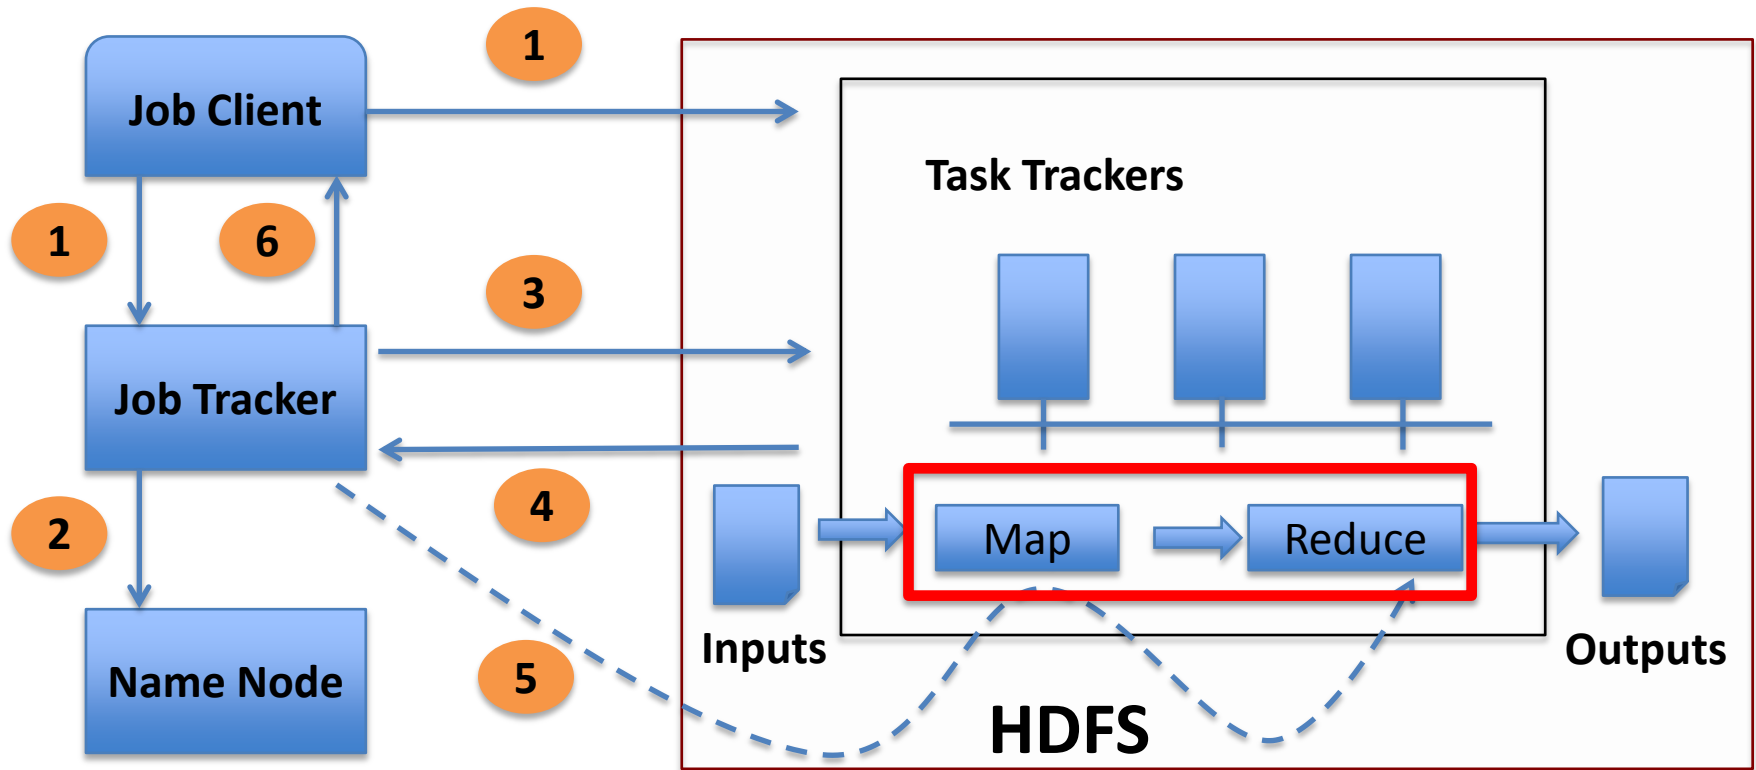 1
Job Client
Task Trackers
1
6
3
Job Tracker
4
2
Map
Reduce
Inputs
Outputs
5
Name Node
HDFS